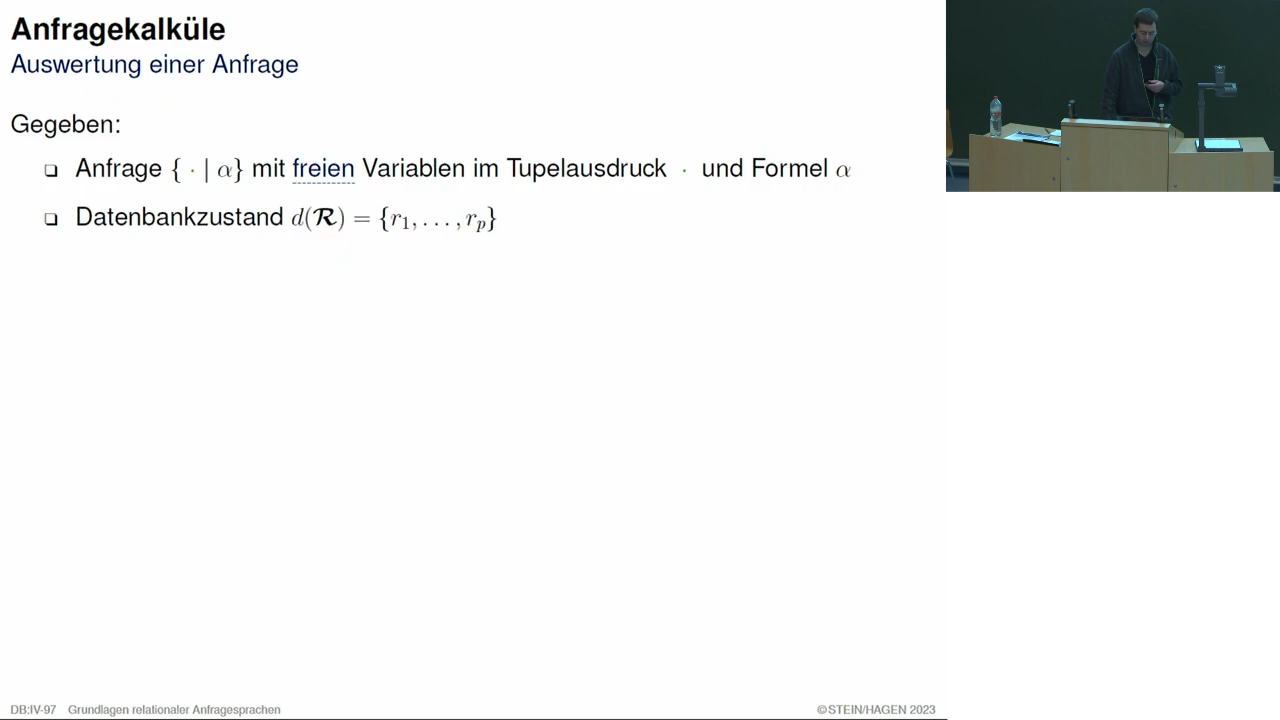 Anfragekalküle
Auswertung einer Anfrage
Gegeben:
❑ Anfrage { · | α} mit freien Variablen im Tupelausdruck · und Formel α
❑ Datenbankzustand d(𝓡) = {r₁, . . . , rₚ}
DB:IV-97 Grundlagen relationaler Anfragesprachen
©STEIN/HAGEN 2023